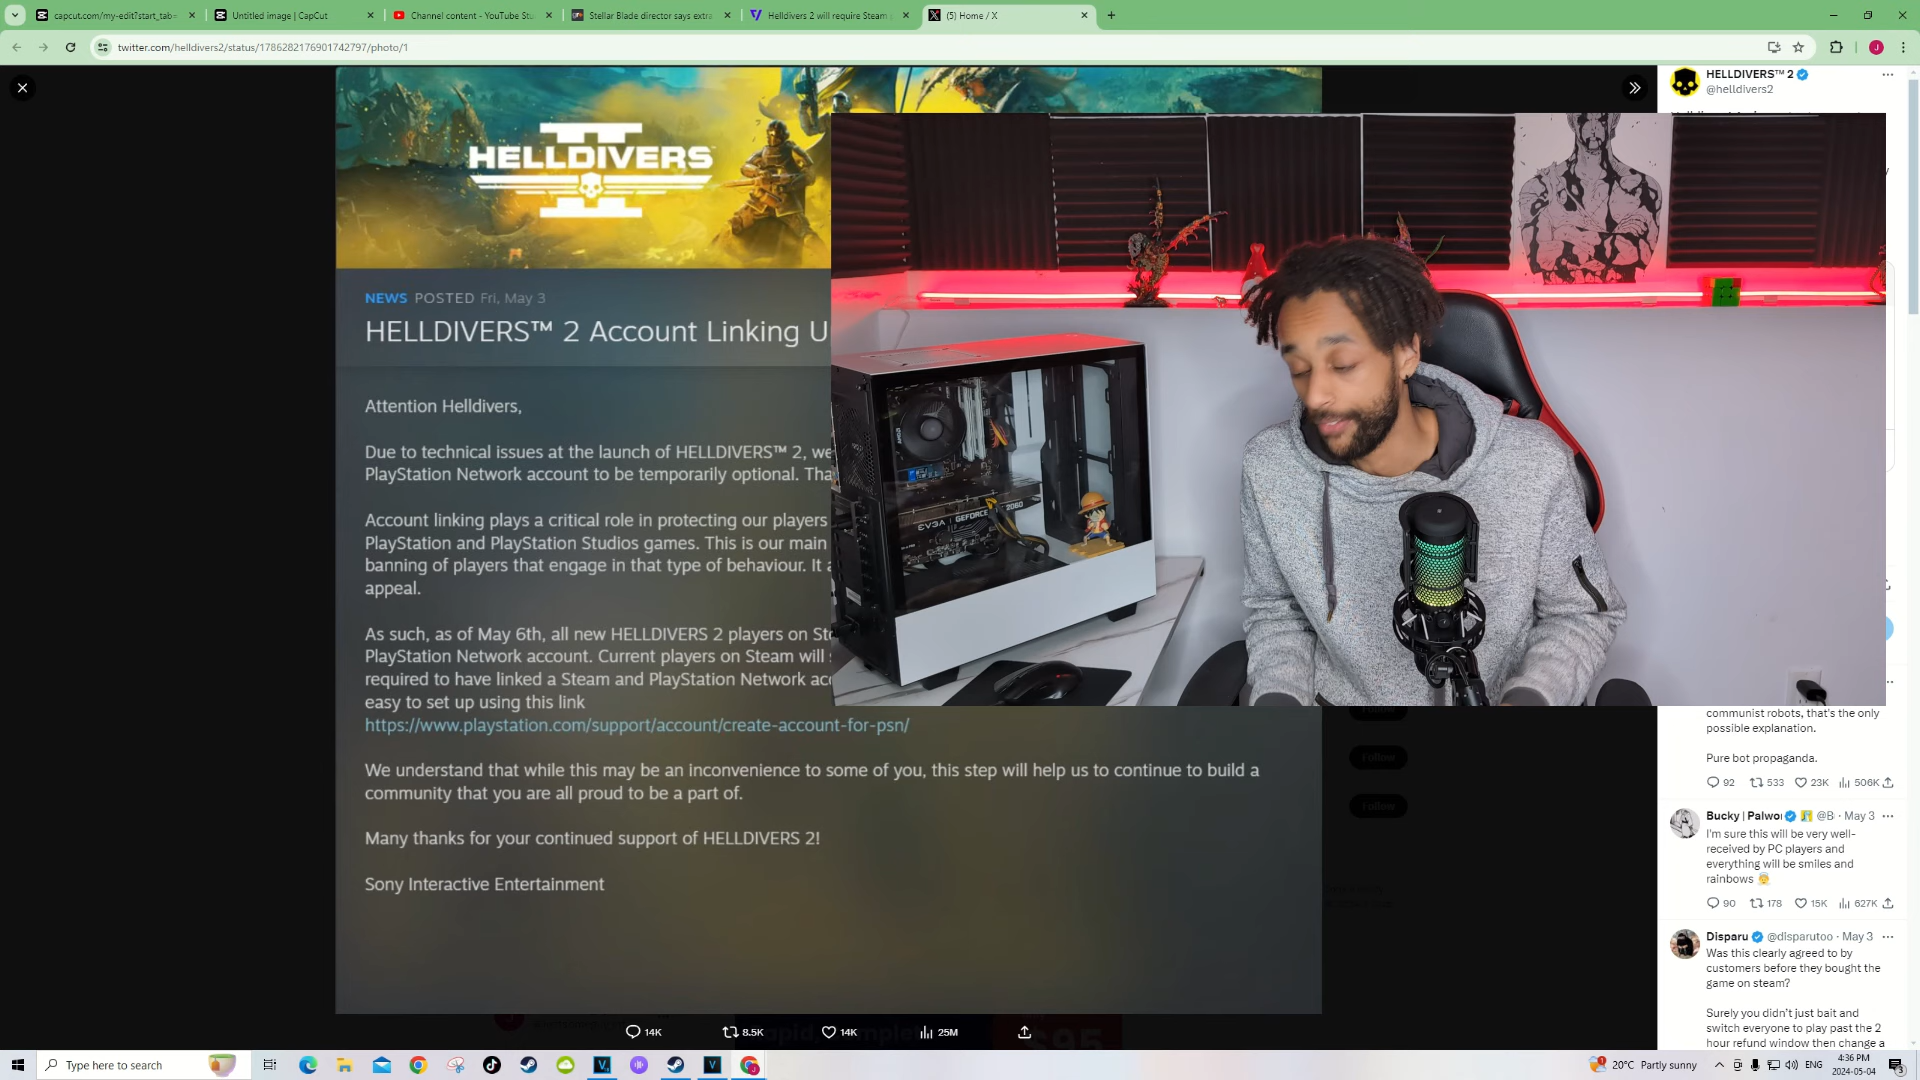 capcut.com/my-edit?start_tab=
Untitled image | CapCut
Channel content - YouTube Stu
Stellar Blade director says extra
Helldivers 2 will require Steam
(5) Home / X
twitter.com/helldivers2/status/1786282176901742797/photo/1
J
HELLDIVERS
II
NEWS POSTED Fri, May 3
HELLDIVERS™ 2 Account Linking U
Attention Helldivers,
Due to technical issues at the launch of HELLDIVERS™ 2, we
PlayStation Network account to be temporarily optional. Tha
Account linking plays a critical role in protecting our players
PlayStation and PlayStation Studios games. This is our main
banning of players that engage in that type of behaviour. It a
appeal.
As such, as of May 6th, all new HELLDIVERS 2 players on Ste
PlayStation Network account. Current players on Steam will
required to have linked a Steam and PlayStation Network acc
easy to set up using this link
https://www.playstation.com/support/account/create-account-for-psn/
We understand that while this may be an inconvenience to some of you, this step will help us to continue to build a
community that you are all proud to be a part of.
Many thanks for your continued support of HELLDIVERS 2!
Sony Interactive Entertainment
EVGA GEFORCE 2060
14K
8.5K
14K
25M
Follow
Follow
$95
HELLDIVERS™ 2
@helldivers2
communist robots, that's the only
possible explanation.
Pure bot propaganda.
92 533 23K 506K
Bucky | Palwo @B · May 3
I'm sure this will be very well-
received by PC players and
everything will be smiles and
rainbows
90 178 15K 627K
Disparu @disparutoo · May 3
Was this clearly agreed to by
customers before they bought the
game on steam?
Surely you didn't just bait and
switch everyone to play past the 2
hour refund window then change a
Type here to search
20°C Partly sunny
ENG
4:36 PM
2024-05-04